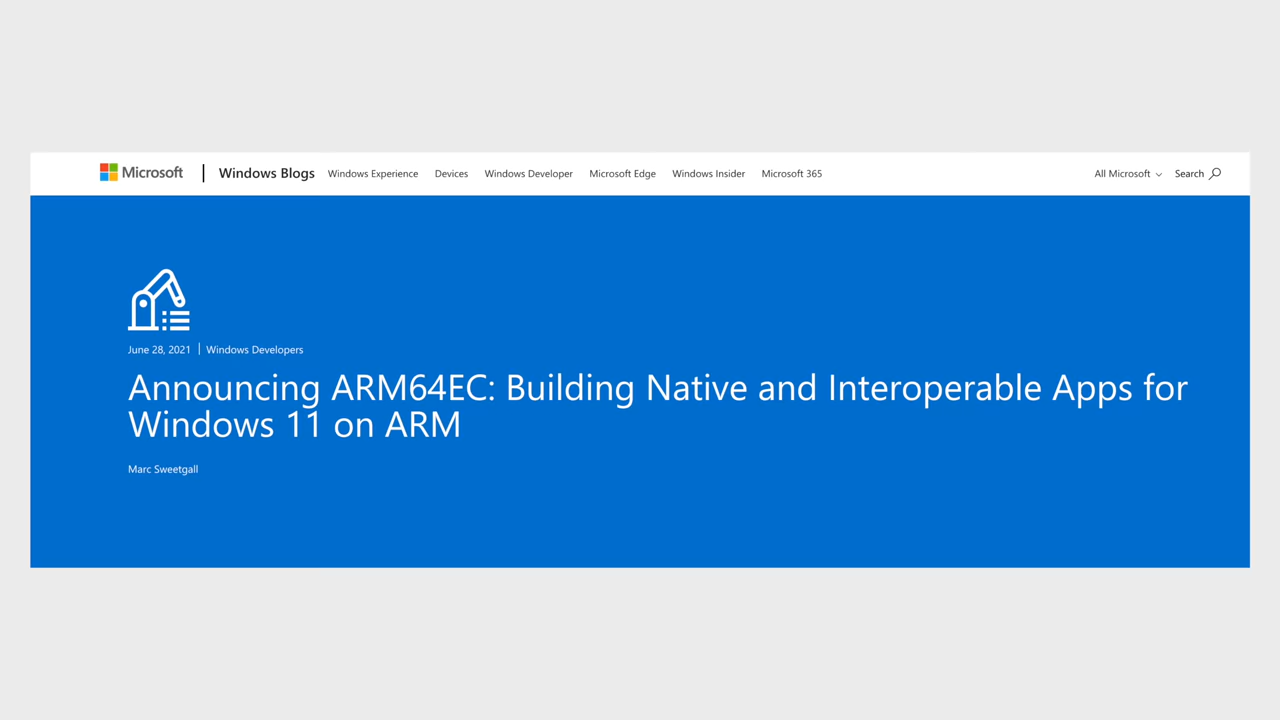 Microsoft | Windows Blogs Windows Experience Devices Windows Developer Microsoft Edge Windows Insider Microsoft 365 All Microsoft Search
June 28, 2021 | Windows Developers
Announcing ARM64EC: Building Native and Interoperable Apps for
Windows 11 on ARM
Marc Sweetgall